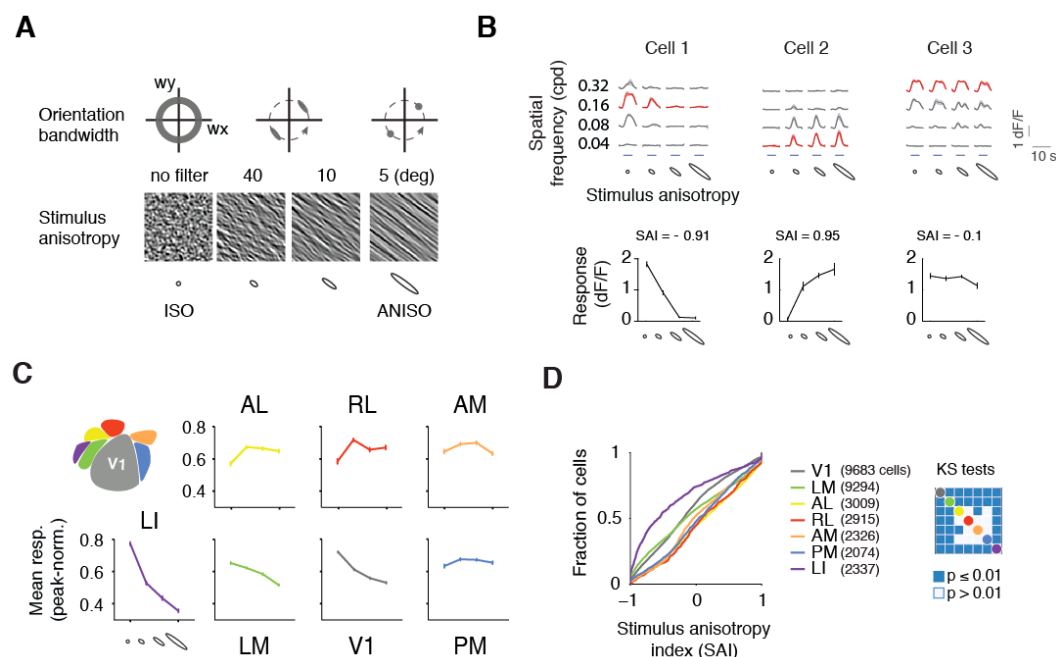 A
wy
wx
Orientation
bandwidth
no filter 40 10 5 (deg)
Stimulus
anisotropy
ISO ANISO
B
Cell 1 Cell 2 Cell 3
Spatial
frequency (cpd)
0.32
0.16
0.08
0.04
1 dF/F
10 s
Stimulus anisotropy
SAI = - 0.91 SAI = 0.95 SAI = - 0.1
Response
(dF/F)
2 2 2
1 1 1
0 0 0
C
AL RL AM
V1
0.8
0.6
0.4
LI
Mean resp.
(peak-norm.)
0.8
0.6
0.4
LM V1 PM
D
Fraction of cells
1
0.5
0
−1 0 1
Stimulus anisotropy
index (SAI)
V1 (9683 cells)
LM (9294)
AL (3009)
RL (2915)
AM (2326)
PM (2074)
LI (2337)
KS tests
p ≤ 0.01
p > 0.01